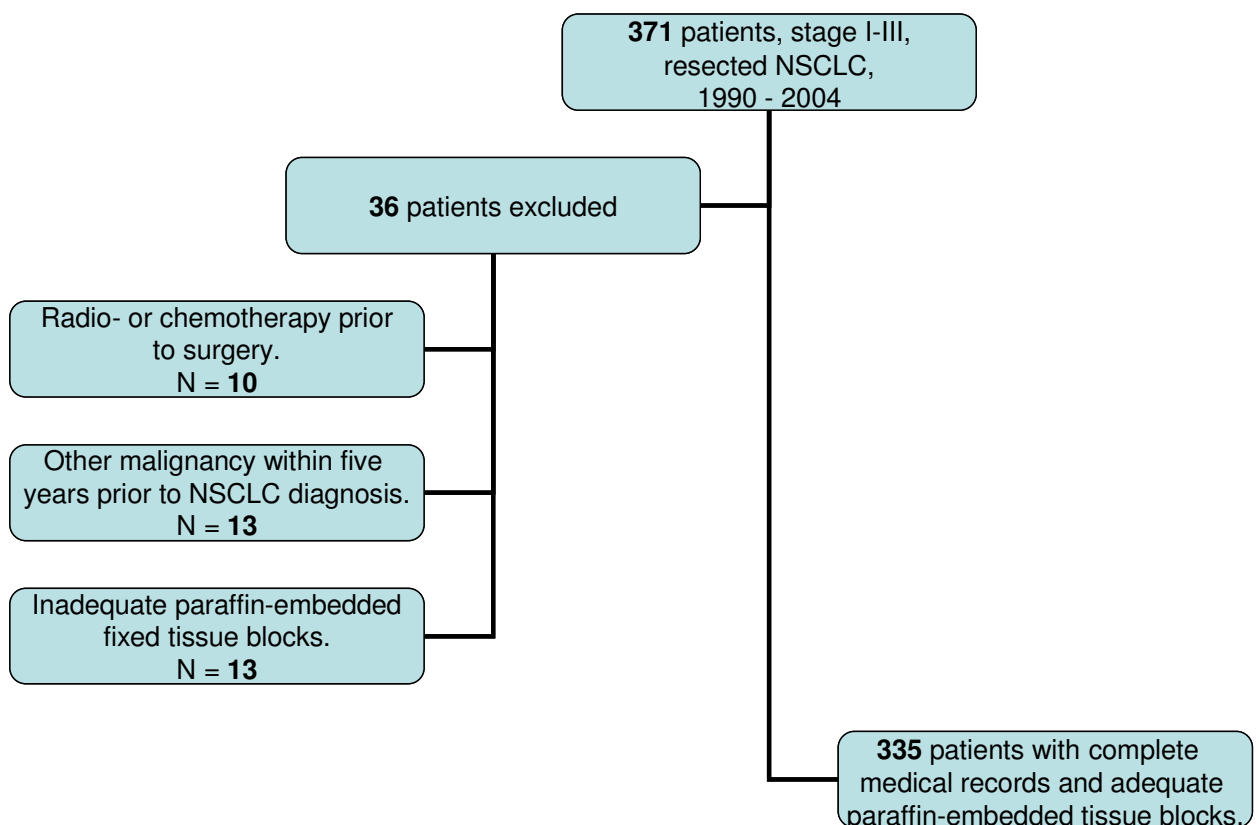 371 patients, stage I-III,
resected NSCLC,
1990 - 2004
36 patients excluded
Radio- or chemotherapy prior
to surgery.
N = 10
Other malignancy within five
years prior to NSCLC diagnosis.
N = 13
Inadequate paraffin-embedded
fixed tissue blocks.
N = 13
335 patients with complete
medical records and adequate
paraffin-embedded tissue blocks.